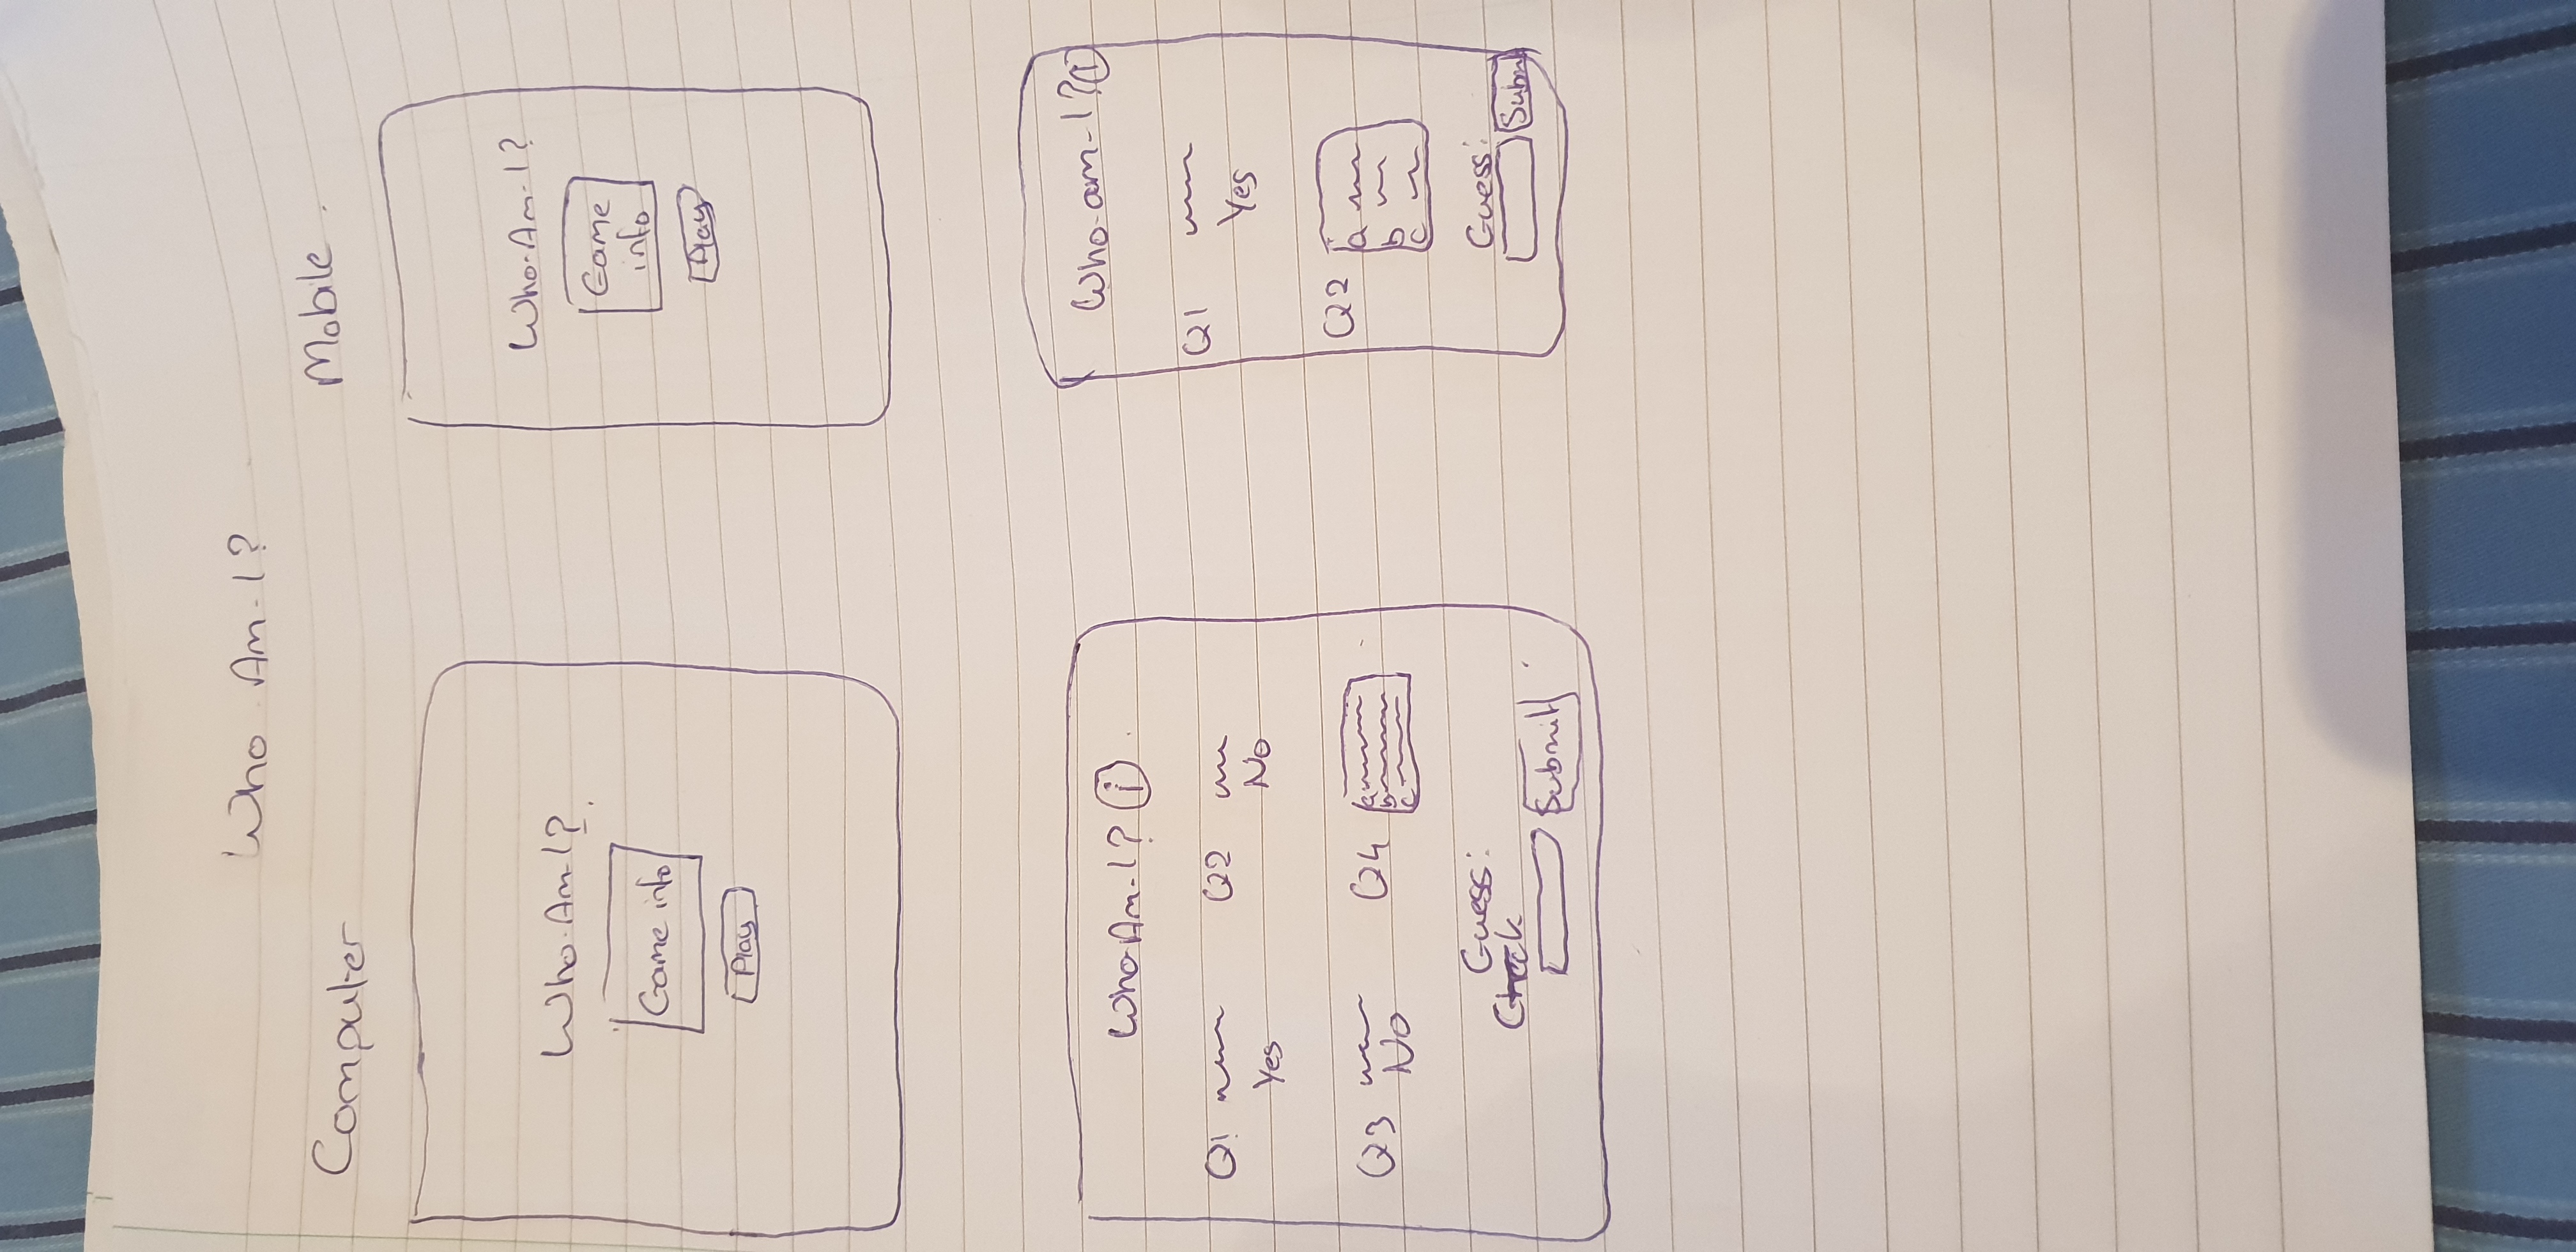 Who Am-I?
Computer
Mobile
Who-Am-I?
Game info
Play
Who-Am-I?
Game
info
Play
Who-Am-I? i
Q1
Yes
Q2
No
Q3
No
Q4
a
b
c
Guess:
Check
Submit
Who-am-I? i
Q1
Yes
Q2
a
b
c
Guess:
Submit